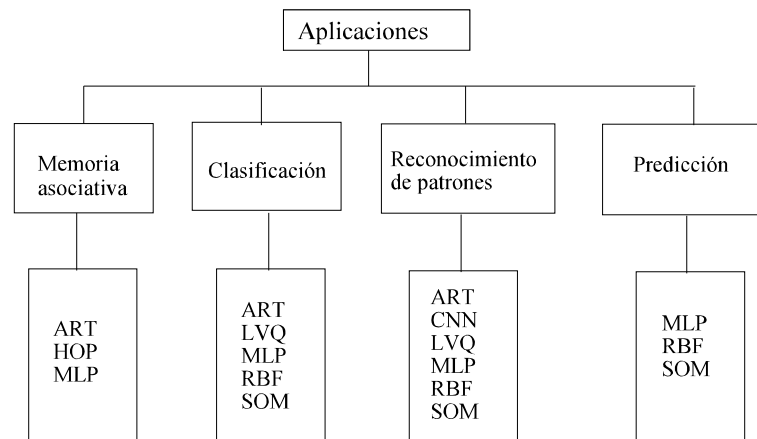 Aplicaciones
Memoria
asociativa
Clasificación
Reconocimiento
de patrones
Predicción
ART
HOP
MLP
ART
LVQ
MLP
RBF
SOM
ART
CNN
LVQ
MLP
RBF
SOM
MLP
RBF
SOM